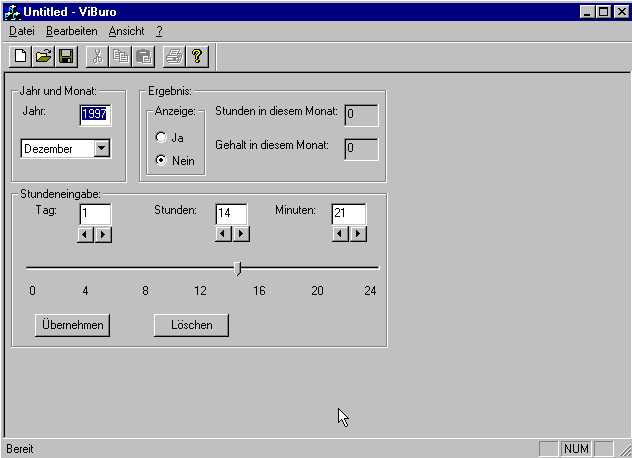 Untitled - ViBuro
Datei Bearbeiten Ansicht ?
Jahr und Monat:
Jahr: 1997
Dezember
Ergebnis:
Anzeige:
Ja
Nein
Stunden in diesem Monat: 0
Gehalt in diesem Monat: 0
Stundeneingabe:
Tag: 1 Stunden: 14 Minuten: 21
0 4 8 12 16 20 24
Übernehmen Löschen
Bereit NUM